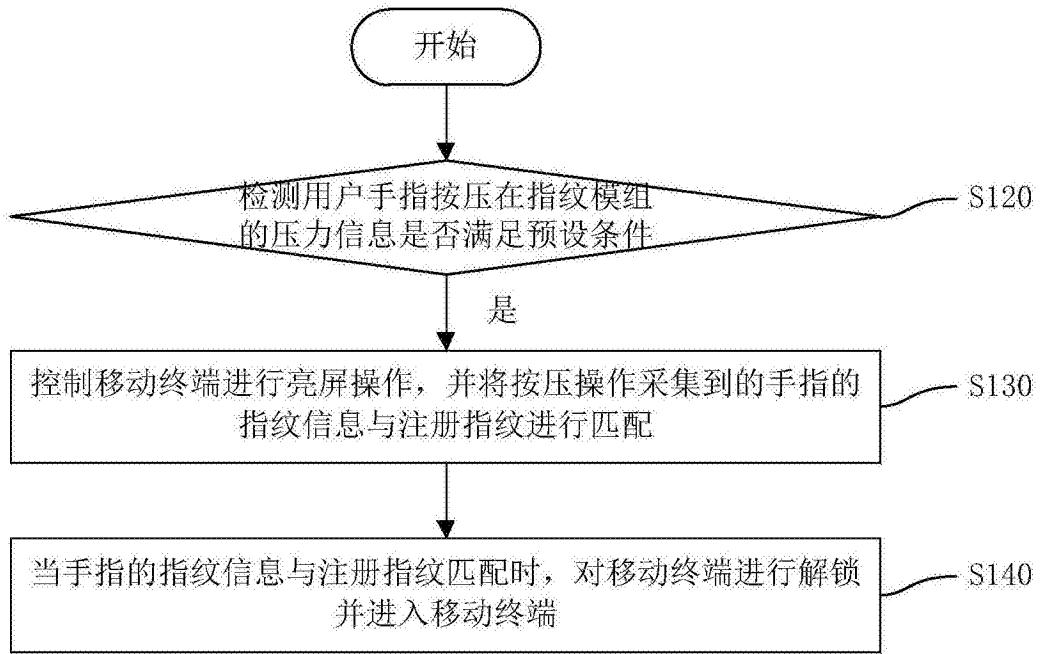 开始
检测用户手指按压在指纹模组
的压力信息是否满足预设条件
S120
是
控制移动终端进行亮屏操作，并将按压操作采集到的手指的
指纹信息与注册指纹进行匹配
S130
当手指的指纹信息与注册指纹匹配时，对移动终端进行解锁
并进入移动终端
S140